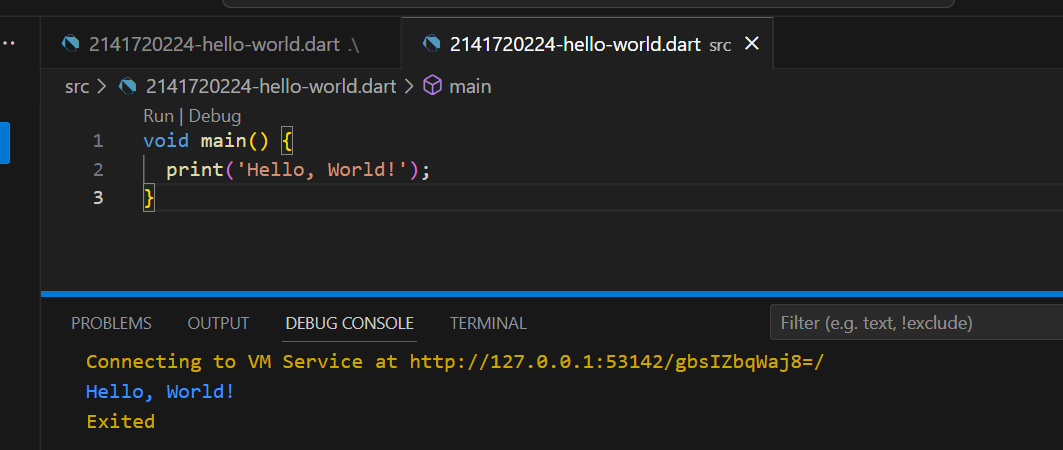 2141720224-hello-world.dart .\ 2141720224-hello-world.dart src
src > 2141720224-hello-world.dart > main
Run | Debug
1 void main() {
2 print('Hello, World!');
3 }
PROBLEMS OUTPUT DEBUG CONSOLE TERMINAL Filter (e.g. text, !exclude)
Connecting to VM Service at http://127.0.0.1:53142/gbsIZbqWaj8=/
Hello, World!
Exited